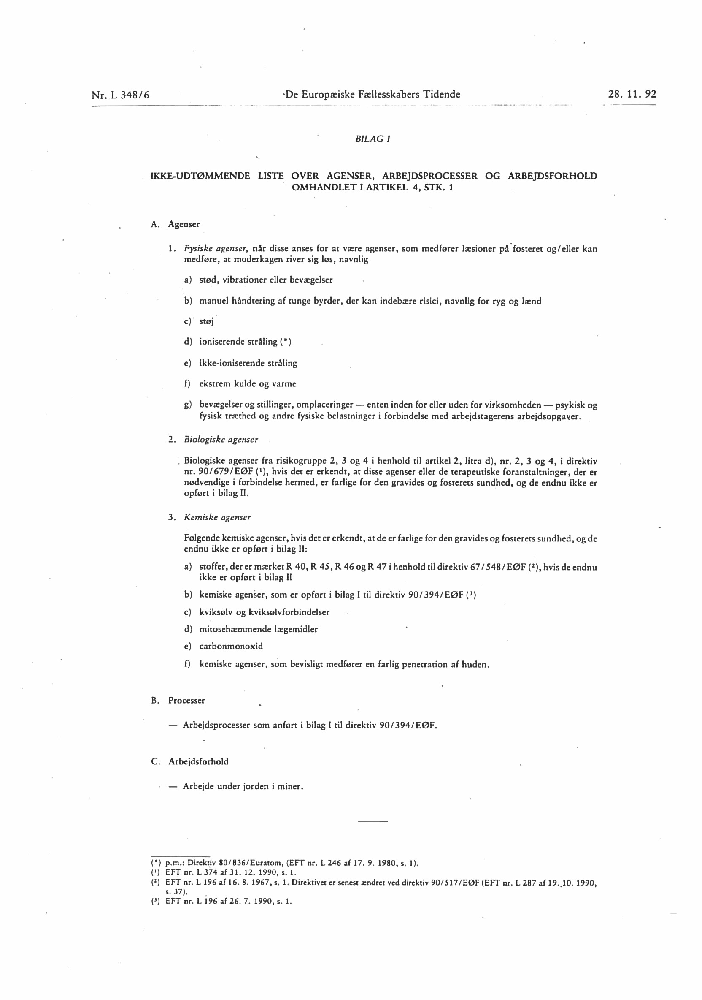 Nr. L 348/6
De Europæiske Fællesskabers Tidende
28. 11. 92
BILAG I
IKKE-UDTØMMENDE LISTE OVER AGENSER, ARBEJDSPROCESSER OG ARBEJDSFORHOLD
OMHANDLET I ARTIKEL 4, STK. 1
A. Agenser
1. Fysiske agenser, når disse anses for at være agenser, som medfører læsioner på fosteret og/eller kan
medføre, at moderkagen river sig løs, navnlig
a) stød, vibrationer eller bevægelser
b) manuel håndtering af tunge byrder, der kan indebære risici, navnlig for ryg og lænd
c) støj
d) ioniserende stråling (*)
e) ikke-ioniserende stråling
f) ekstrem kulde og varme
g) bevægelser og stillinger, omplaceringer — enten inden for eller uden for virksomheden — psykisk og
fysisk træthed og andre fysiske belastninger i forbindelse med arbejdstagerens arbejdsopgaver.
2. Biologiske agenser
Biologiske agenser fra risikogruppe 2, 3 og 4 i henhold til artikel 2, litra d), nr. 2, 3 og 4, i direktiv
nr. 90/679/EØF (¹), hvis det er erkendt, at disse agenser eller de terapeutiske foranstaltninger, der er
nødvendige i forbindelse hermed, er farlige for den gravides og fosterets sundhed, og de endnu ikke er
opført i bilag II.
3. Kemiske agenser
Følgende kemiske agenser, hvis det er erkendt, at de er farlige for den gravides og fosterets sundhed, og de
endnu ikke er opført i bilag II:
a) stoffer, der er mærket R 40, R 45, R 46 og R 47 i henhold til direktiv 67/548/EØF (²), hvis de endnu
ikke er opført i bilag II
b) kemiske agenser, som er opført i bilag I til direktiv 90/394/EØF (³)
c) kviksølv og kviksølvforbindelser
d) mitosehæmmende lægemidler
e) carbonmonoxid
f) kemiske agenser, som bevisligt medfører en farlig penetration af huden.
B. Processer
— Arbejdsprocesser som anført i bilag I til direktiv 90/394/EØF.
C. Arbejdsforhold
— Arbejde under jorden i miner.
(*) p.m.: Direktiv 80/836/Euratom, (EFT nr. L 246 af 17. 9. 1980, s. 1).
(¹) EFT nr. L 374 af 31. 12. 1990, s. 1.
(²) EFT nr. L 196 af 16. 8. 1967, s. 1. Direktivet er senest ændret ved direktiv 90/517/EØF (EFT nr. L 287 af 19. 10. 1990,
s. 37).
(³) EFT nr. L 196 af 26. 7. 1990, s. 1.